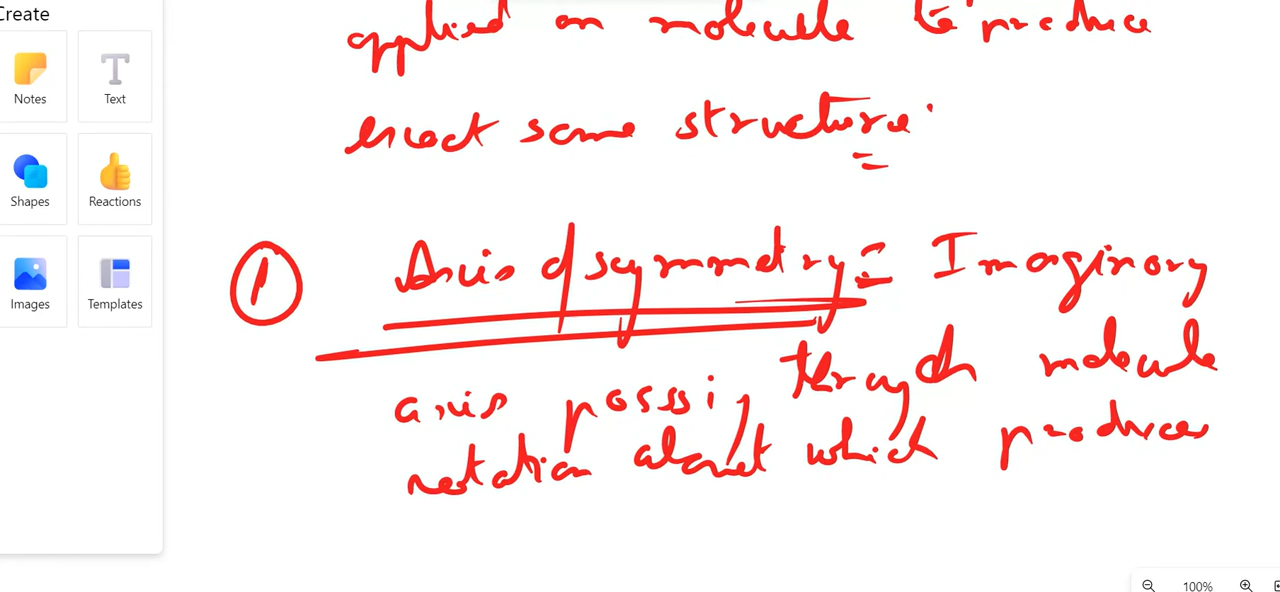 Create
Notes
Text
Shapes
Reactions
Images
Templates
applied on molecule to produce
exact same structure.
1 Axis of symmetry = Imaginary
axis passing through molecule
rotation about which produces
100%